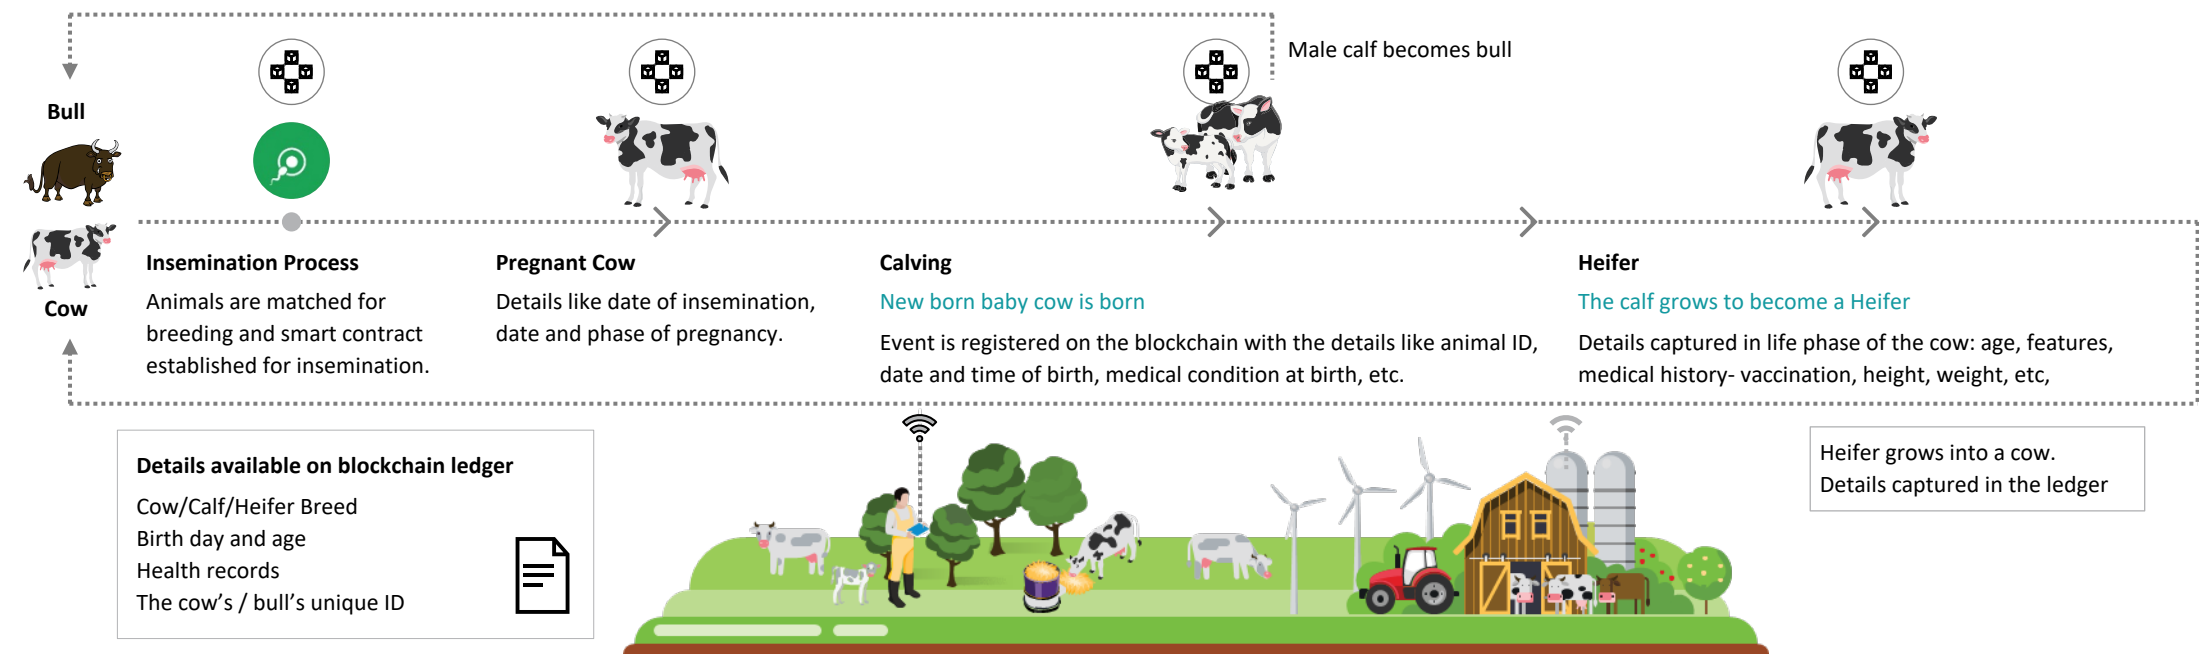 Male calf becomes bull
Bull
Cow
Insemination Process
Animals are matched for
breeding and smart contract
established for insemination.
Pregnant Cow
Details like date of insemination,
date and phase of pregnancy.
Calving
New born baby cow is born
Event is registered on the blockchain with the details like animal ID,
date and time of birth, medical condition at birth, etc.
Heifer
The calf grows to become a Heifer
Details captured in life phase of the cow: age, features,
medical history- vaccination, height, weight, etc,
Details available on blockchain ledger
Cow/Calf/Heifer Breed
Birth day and age
Health records
The cow’s / bull’s unique ID
Heifer grows into a cow.
Details captured in the ledger